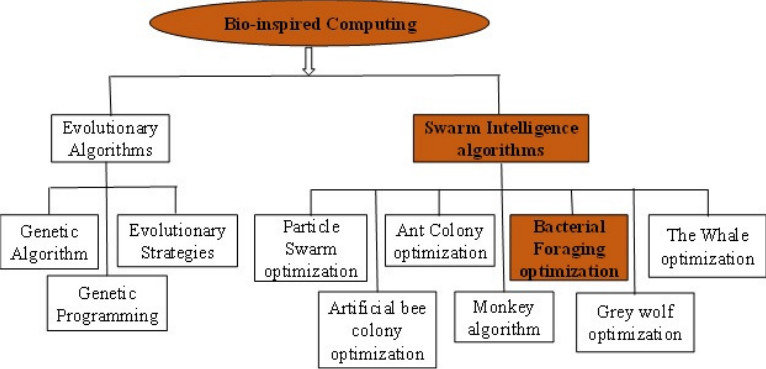 Bio-inspired Computing
Evolutionary
Algorithms
Swarm Intelligence
algorithms
Genetic
Algorithm
Evolutionary
Strategies
Genetic
Programming
Particle
Swarm
optimization
Artificial bee
colony
optimization
Ant Colony
optimization
Monkey
algorithm
Bacterial
Foraging
optimization
Grey wolf
optimization
The Whale
optimization